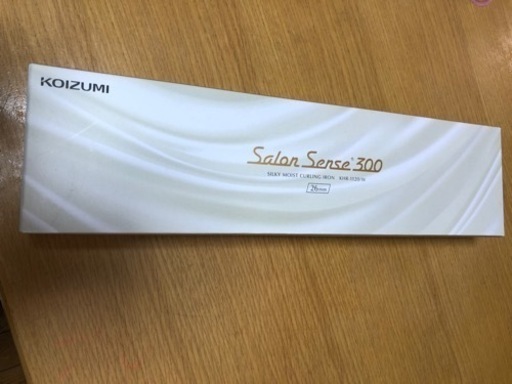 KOIZUMI
Salon Sense® 300
SILKY MOIST CURLING IRON
26mm